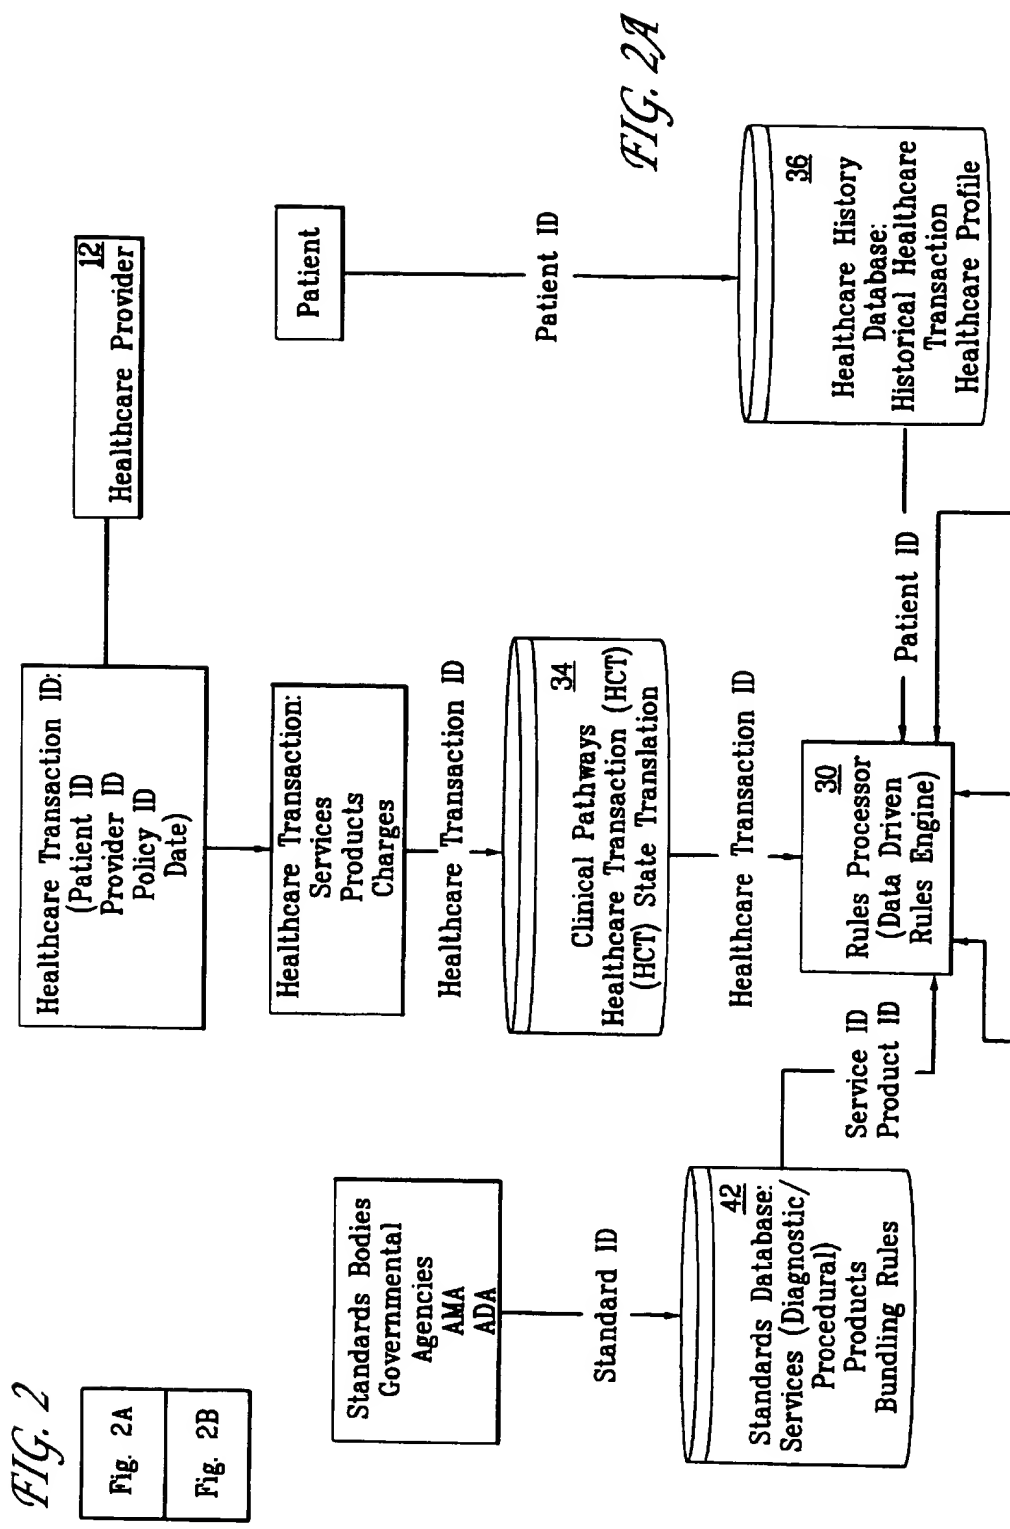 FIG. 2
Fig. 2A
Fig. 2B
12
Healthcare Provider
Healthcare Transaction ID:
(Patient ID
Provider ID
Policy ID
Date)
Healthcare Transaction:
Services
Products
Charges
Healthcare Transaction ID
34
Clinical Pathways
Healthcare Transaction (HCT)
(HCT) State Translation
Healthcare Transaction ID
Patient
Patient ID
FIG. 2A
36
Healthcare History
Database:
Historical Healthcare
Transaction
Healthcare Profile
Patient ID
Standards Bodies
Governmental
Agencies
AMA
ADA
Standard ID
42
Standards Database:
Services (Diagnostic/
Procedural)
Products
Bundling Rules
Service ID
Product ID
30
Rules Processor
(Data Driven
Rules Engine)